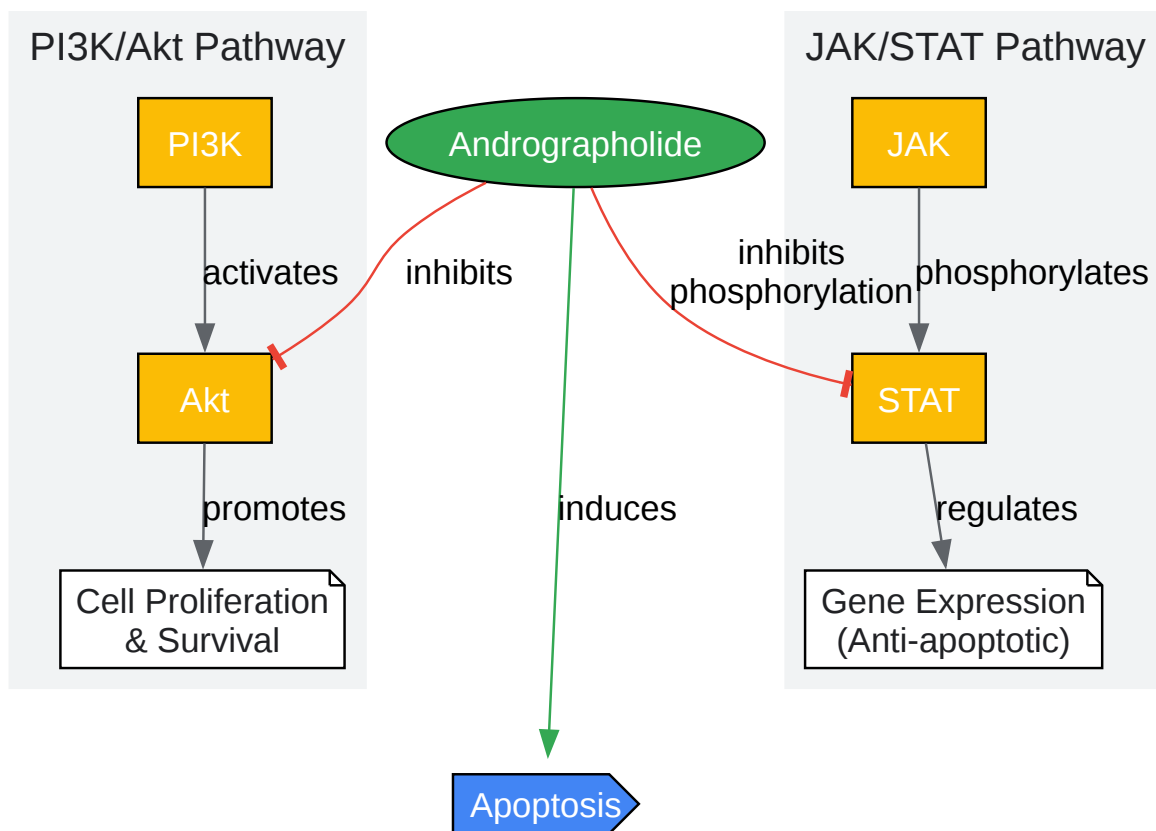 PI3K/Akt Pathway
JAK/STAT Pathway
PI3K
Andrographolide
JAK
activates
inhibits
inhibits
phosphorylation
phosphorylates
Akt
STAT
promotes
induces
regulates
Cell Proliferation
& Survival
Gene Expression
(Anti-apoptotic)
Apoptosis